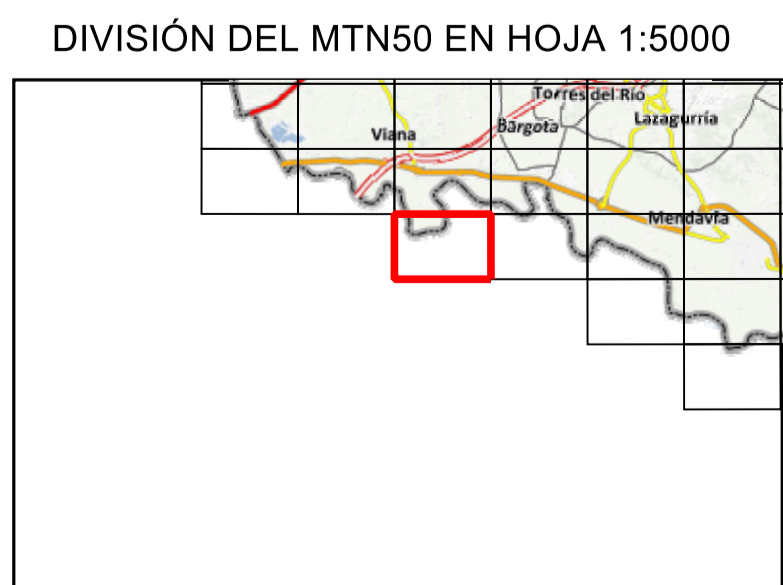 DIVISIÓN DEL MTN50 EN HOJA 1:5000
Torres del Río
Lazagurría
Bargota
Viana
Mendavia